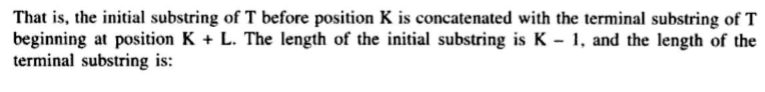 That is, the initial substring of T before position K is concatenated with the terminal substring of T
beginning at position K + L. The length of the initial substring is K – 1, and the length of the
terminal substring is: